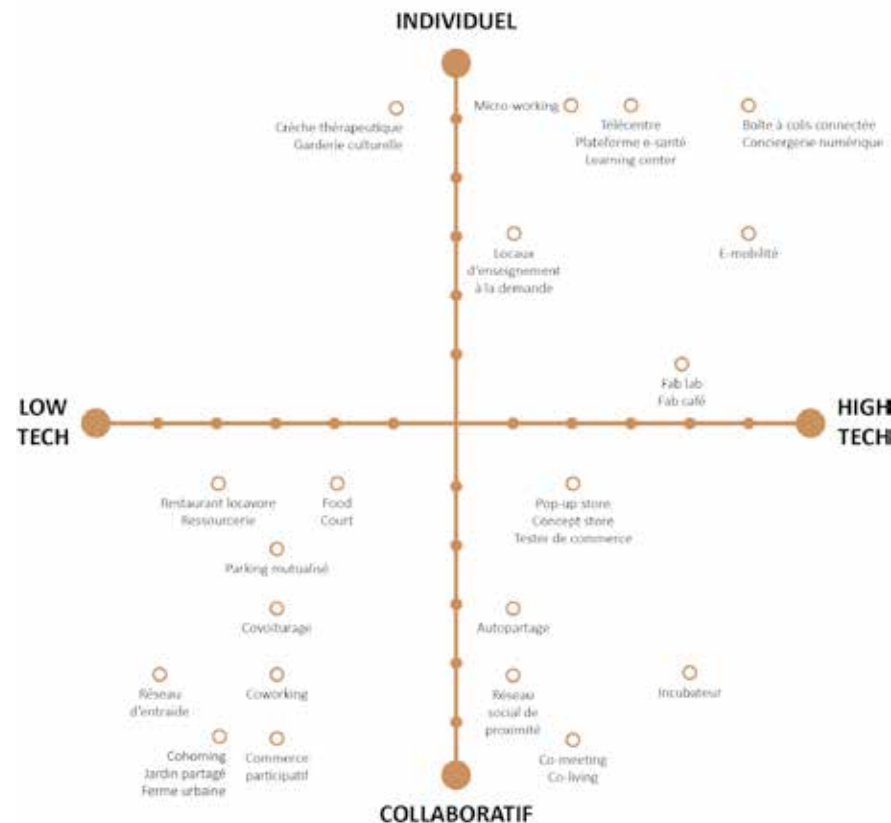 INDIVIDUEL
Crèche thérapeutique
Garderie culturelle
Micro-working
Télécentre
Plateforme e-santé
Learning center
Boîte à colis connectée
Conciergerie numérique
Locaux
d'enseignement
à la demande
E-mobilité
Fab lab
Fab café
LOW
TECH
HIGH
TECH
Restaurant locavore
Ressourcerie
Food
Court
Pop-up store
Concept store
Tester de commerce
Parking mutualisé
Covoiturage
Autopartage
Réseau
d'entraide
Coworking
Réseau
social de
proximité
Incubateur
Cohoming
Jardin partagé
Ferme urbaine
Commerce
participatif
Co-meeting
Co-living
COLLABORATIF